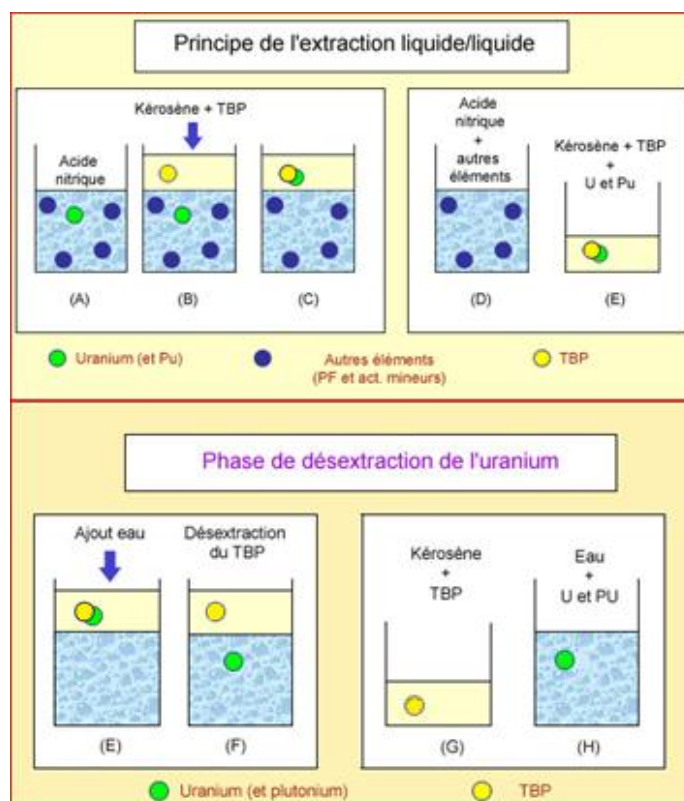 Principe de l'extraction liquide/liquide
Kérosène + TBP
Acide
nitrique
(A)
(B)
(C)
Acide
nitrique
+
autres
éléments
Kérosène + TBP
+
U et Pu
(D)
(E)
Uranium (et Pu)
Autres éléments
(PF et act. mineurs)
TBP
Phase de désextraction de l'uranium
Ajout eau
Désextraction
du TBP
(E)
(F)
Kérosène
+
TBP
Eau
+
U et PU
(G)
(H)
Uranium (et plutonium)
TBP